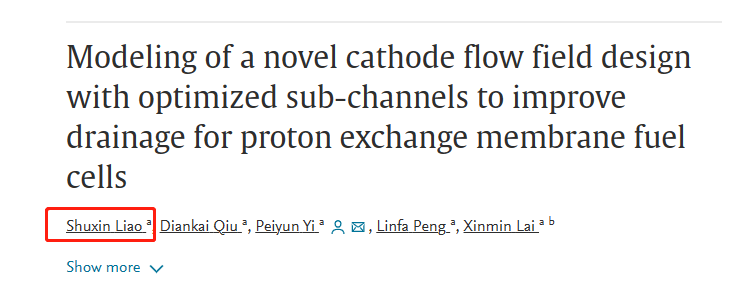 Modeling of a novel cathode flow field design
with optimized sub-channels to improve
drainage for proton exchange membrane fuel
cells
Shuxin Liao a, Diankai Qiu a, Peiyun Yi a, Linfa Peng a, Xinmin Lai a b
Show more